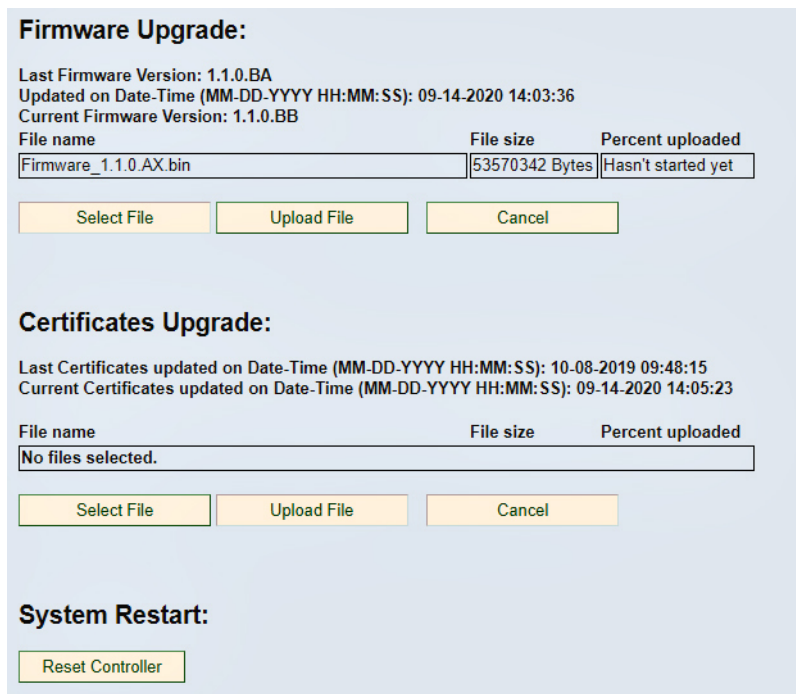 Firmware Upgrade:
Last Firmware Version: 1.1.0.BA
Updated on Date-Time (MM-DD-YYYY HH:MM:SS): 09-14-2020 14:03:36
Current Firmware Version: 1.1.0.BB
File name File size Percent uploaded
Firmware_1.1.0.AX.bin 53570342 Bytes Hasn't started yet
Select File Upload File Cancel
Certificates Upgrade:
Last Certificates updated on Date-Time (MM-DD-YYYY HH:MM:SS): 10-08-2019 09:48:15
Current Certificates updated on Date-Time (MM-DD-YYYY HH:MM:SS): 09-14-2020 14:05:23
File name File size Percent uploaded
No files selected.
Select File Upload File Cancel
System Restart:
Reset Controller